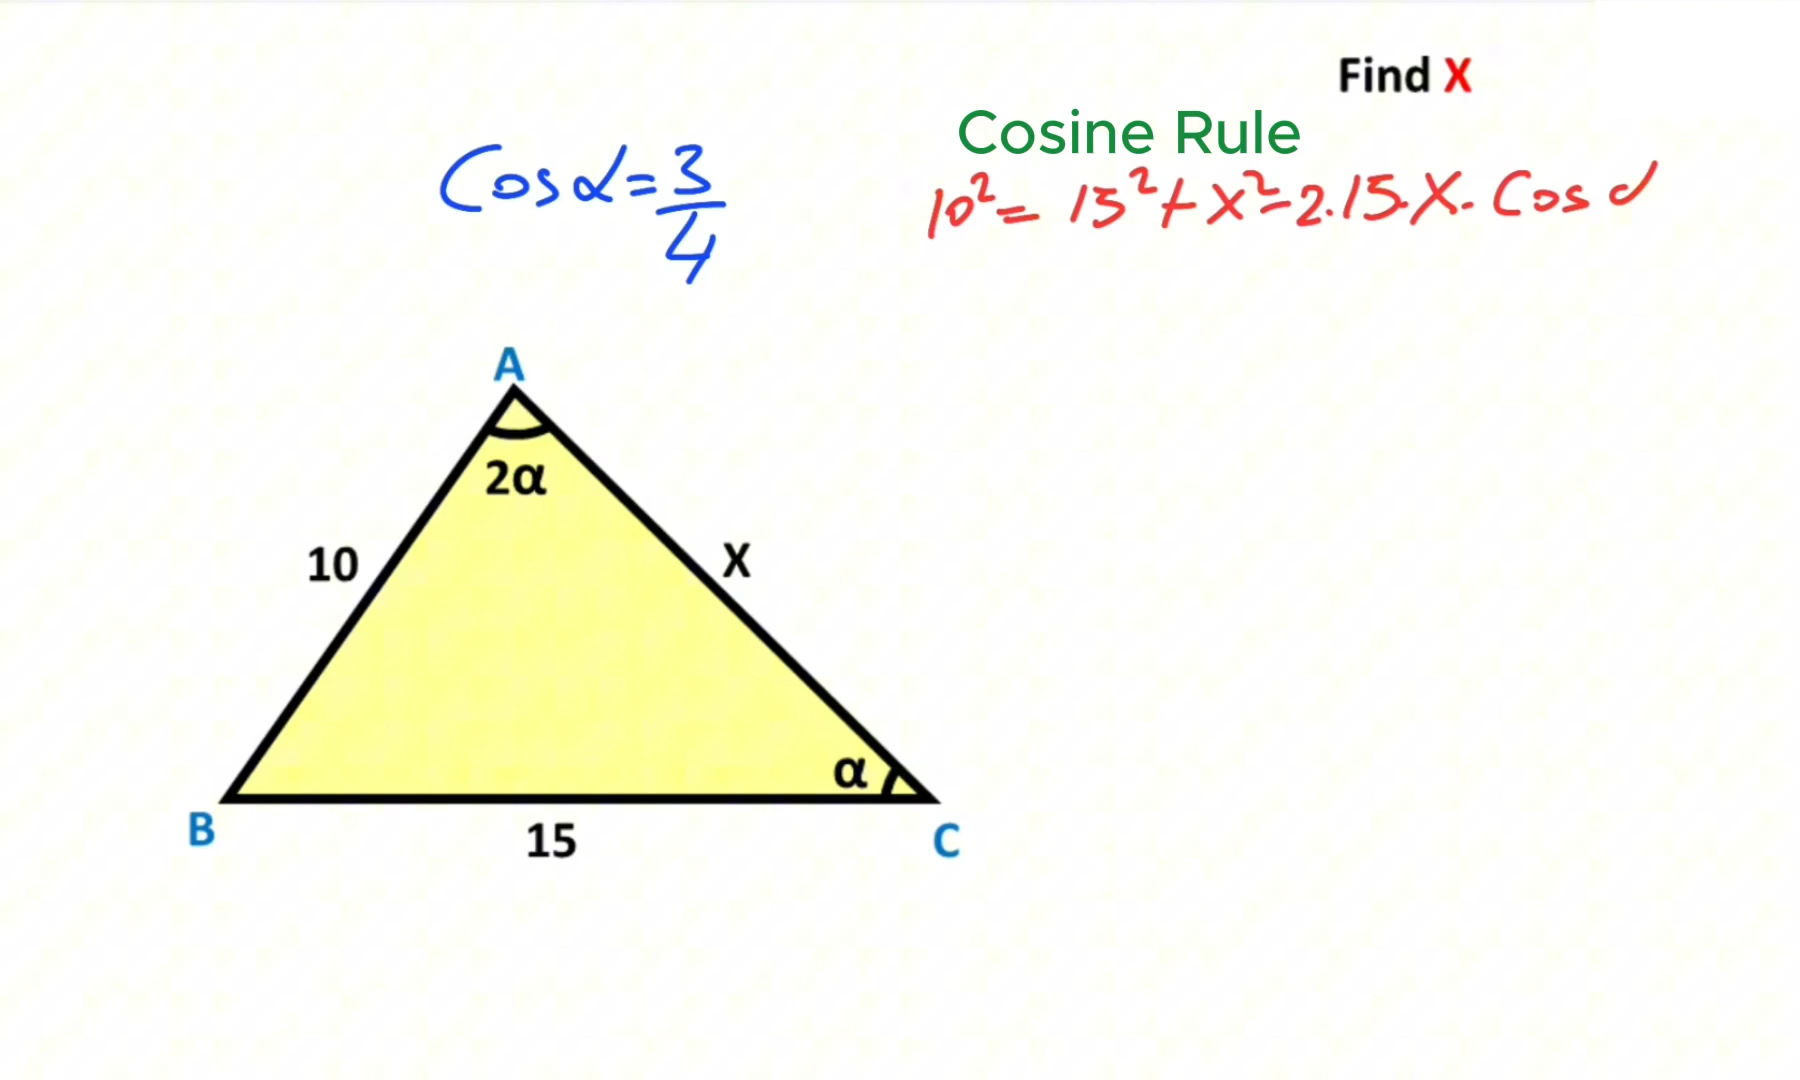 Find X
Cosine Rule
Cos α = 3/4
10² = 15² + X² - 2.15.X. Cos α
A
2α
10
X
α
B
15
C